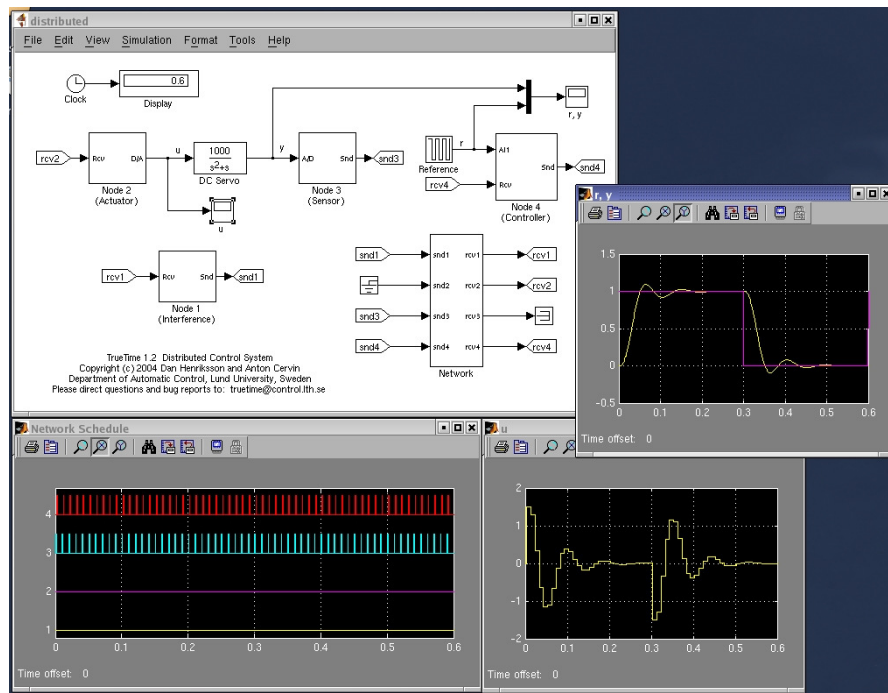 distributed
File Edit View Simulation Format Tools Help
Clock
0.6
Display
r, y
rcv2
Rcv D/A
Node 2
(Actuator)
u
1000
s²+s
DC Servo
y
A/D Snd
Node 3
(Sensor)
snd3
Reference
r
rcv4
AI1
Rcv
Snd
Node 4
(Controller)
snd4
u
rcv1
Rcv Snd
Node 1
(Interference)
snd1
snd1 snd1 rcv1 rcv1
snd2 rcv2 rcv2
snd3 snd3 rcv3
snd4 snd4 rcv4 rcv4
Network
TrueTime 1.2 Distributed Control System
Copyright (c) 2004 Dan Henriksson and Anton Cervin
Department of Automatic Control, Lund University, Sweden
Please direct questions and bug reports to: truetime@control.lth.se
r, y
1.5
1
0.5
0
-0.5
0 0.1 0.2 0.3 0.4 0.5 0.6
Time offset: 0
Network Schedule
4
3
2
1
0 0.1 0.2 0.3 0.4 0.5 0.6
Time offset: 0
u
2
1
0
-1
-2
0 0.1 0.2 0.3 0.4 0.5 0.6
Time offset: 0